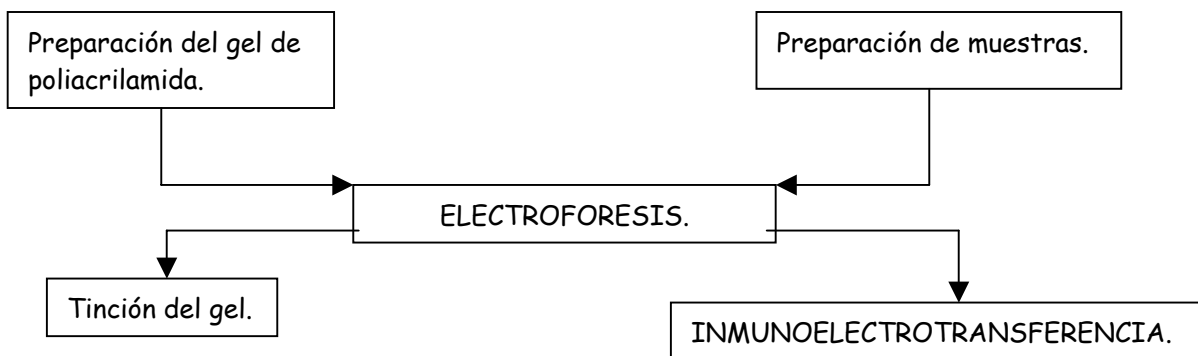 Preparación del gel de
poliacrilamida.
Preparación de muestras.
ELECTROFORESIS.
Tinción del gel.
INMUNOELECTROTRANSFERENCIA.